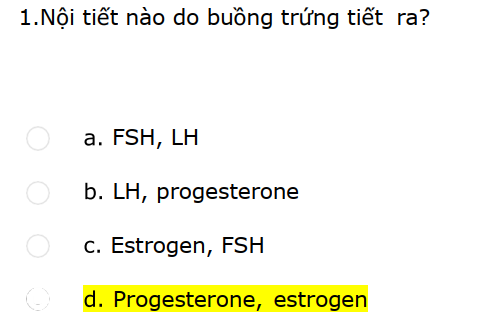 1.Nội tiết nào do buồng trứng tiết ra?
a. FSH, LH
b. LH, progesterone
c. Estrogen, FSH
d. Progesterone, estrogen